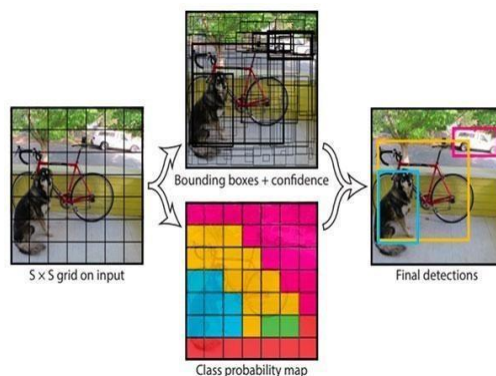 Bounding boxes + confidence
S × S grid on input
Final detections
Class probability map